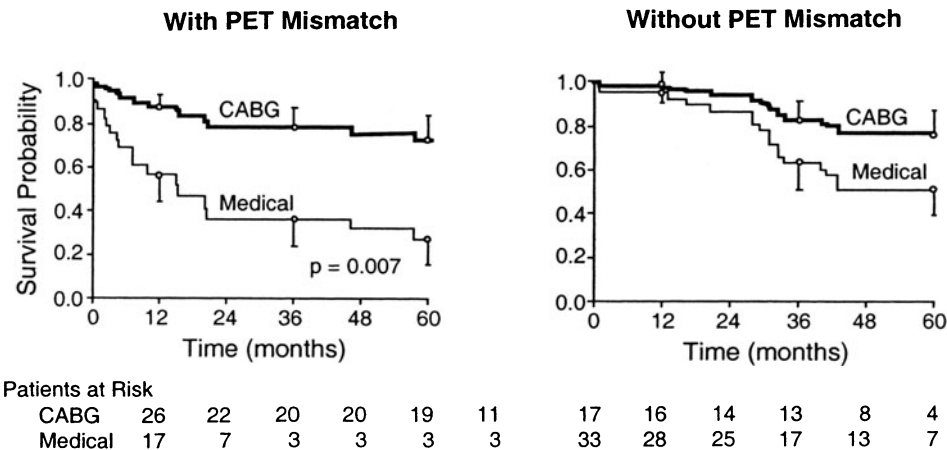 With PET Mismatch
Without PET Mismatch
Survival Probability
1.0
0.8
0.6
0.4
0.2
0.0
CABG
Medical
p = 0.007
0 12 24 36 48 60
Time (months)
1.0
0.8
0.6
0.4
0.2
0.0
CABG
Medical
0 12 24 36 48 60
Time (months)
Patients at Risk
CABG 26 22 20 20 19 11 17 16 14 13 8 4
Medical 17 7 3 3 3 3 33 28 25 17 13 7